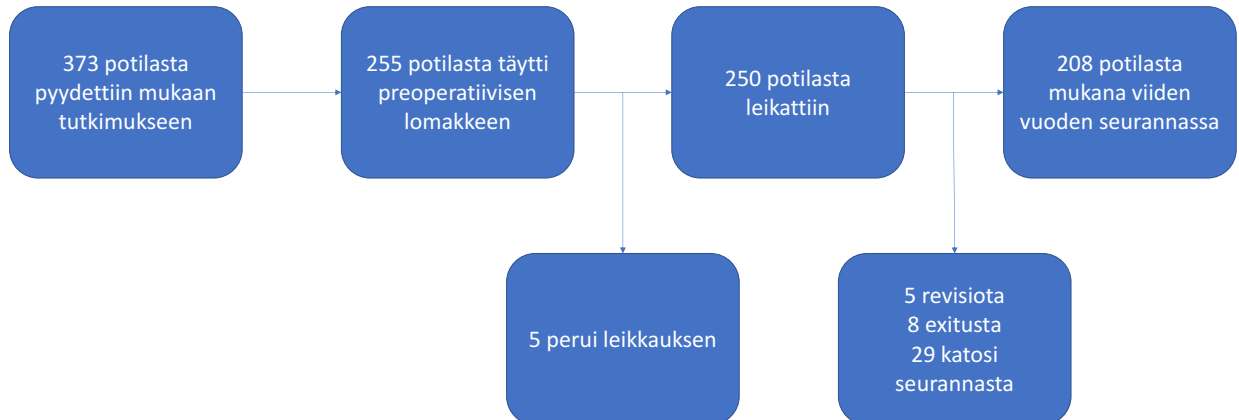 373 potilasta
pyydettiin mukaan
tutkimukseen
255 potilasta täytti
preoperatiivisen
lomakkeen
250 potilasta
leikattiin
208 potilasta
mukana viiden
vuoden seurannassa
5 perui leikkauksen
5 revisiota
8 exitusta
29 katosi
seurannasta